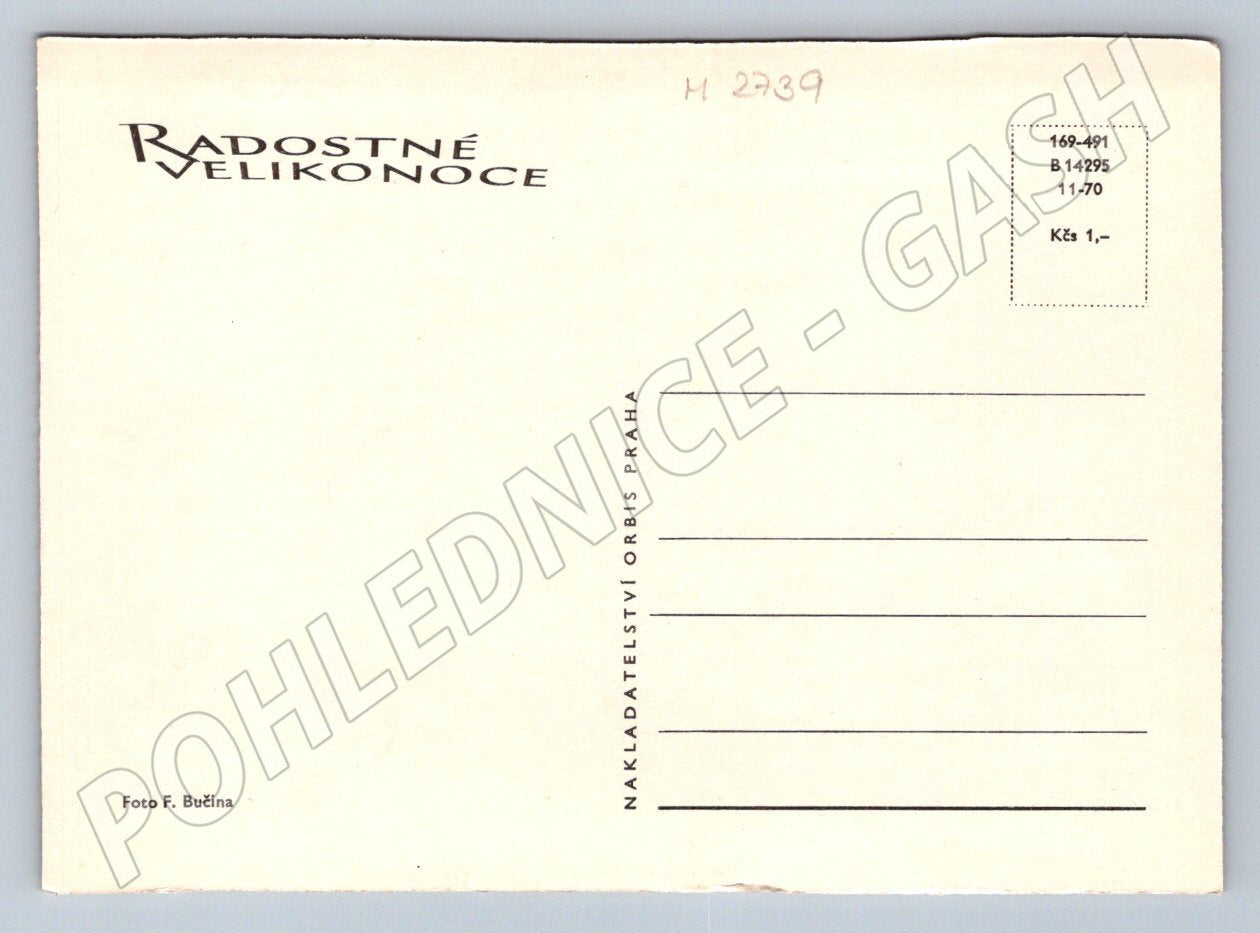 M 2739
RADOSTNÉ
VELIKONOCE
169-491
B 14295
11-70
Kčs 1,–
NAKLADATELSTVÍ ORBIS PRAHA
Foto F. Bučina
POHLEDNICE - GASH